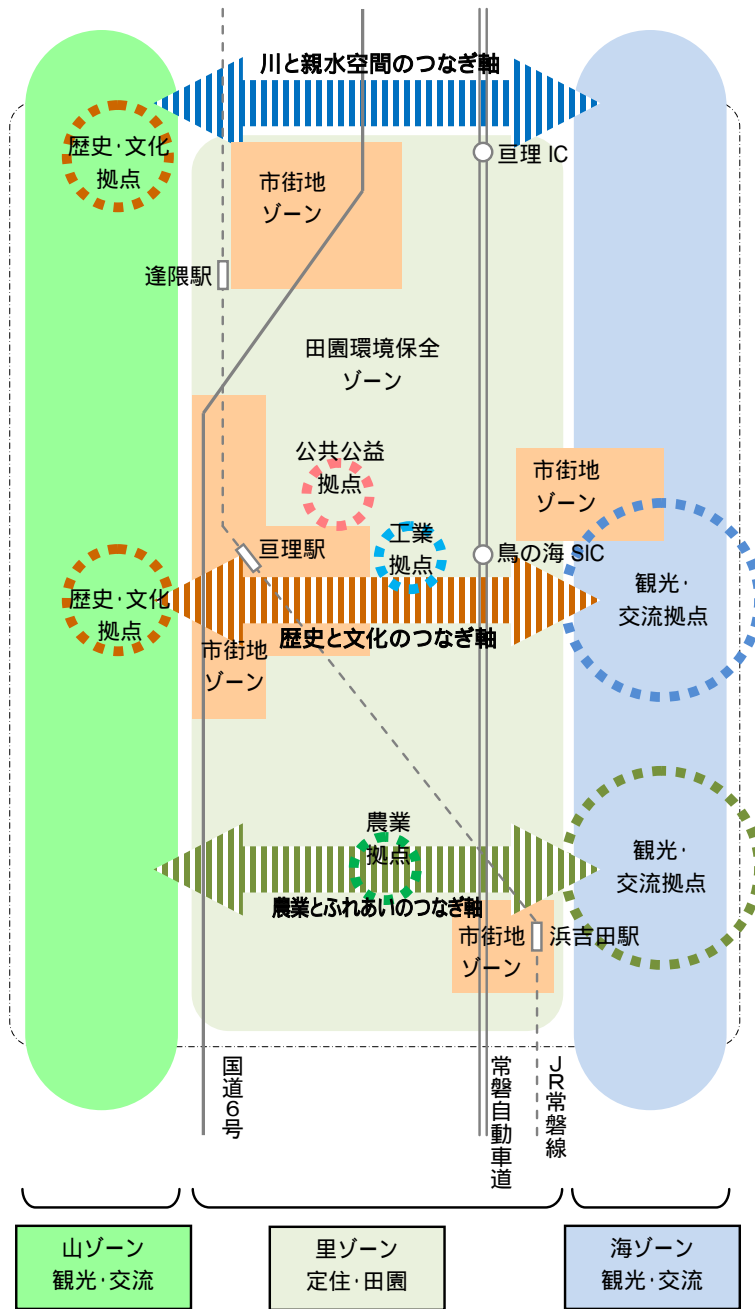 川と親水空間のつなぎ軸
歴史・文化
拠点
亘理 IC
市街地
ゾーン
逢隈駅
田園環境保全
ゾーン
公共公益
拠点
市街地
ゾーン
工業
拠点
亘理駅
鳥の海 SIC
歴史・文化
拠点
観光・
交流拠点
歴史と文化のつなぎ軸
市街地
ゾーン
農業
拠点
観光・
交流拠点
農業とふれあいのつなぎ軸
市街地
ゾーン
浜吉田駅
国道６号
常磐自動車道
ＪＲ常磐線
山ゾーン
観光・交流
里ゾーン
定住・田園
海ゾーン
観光・交流